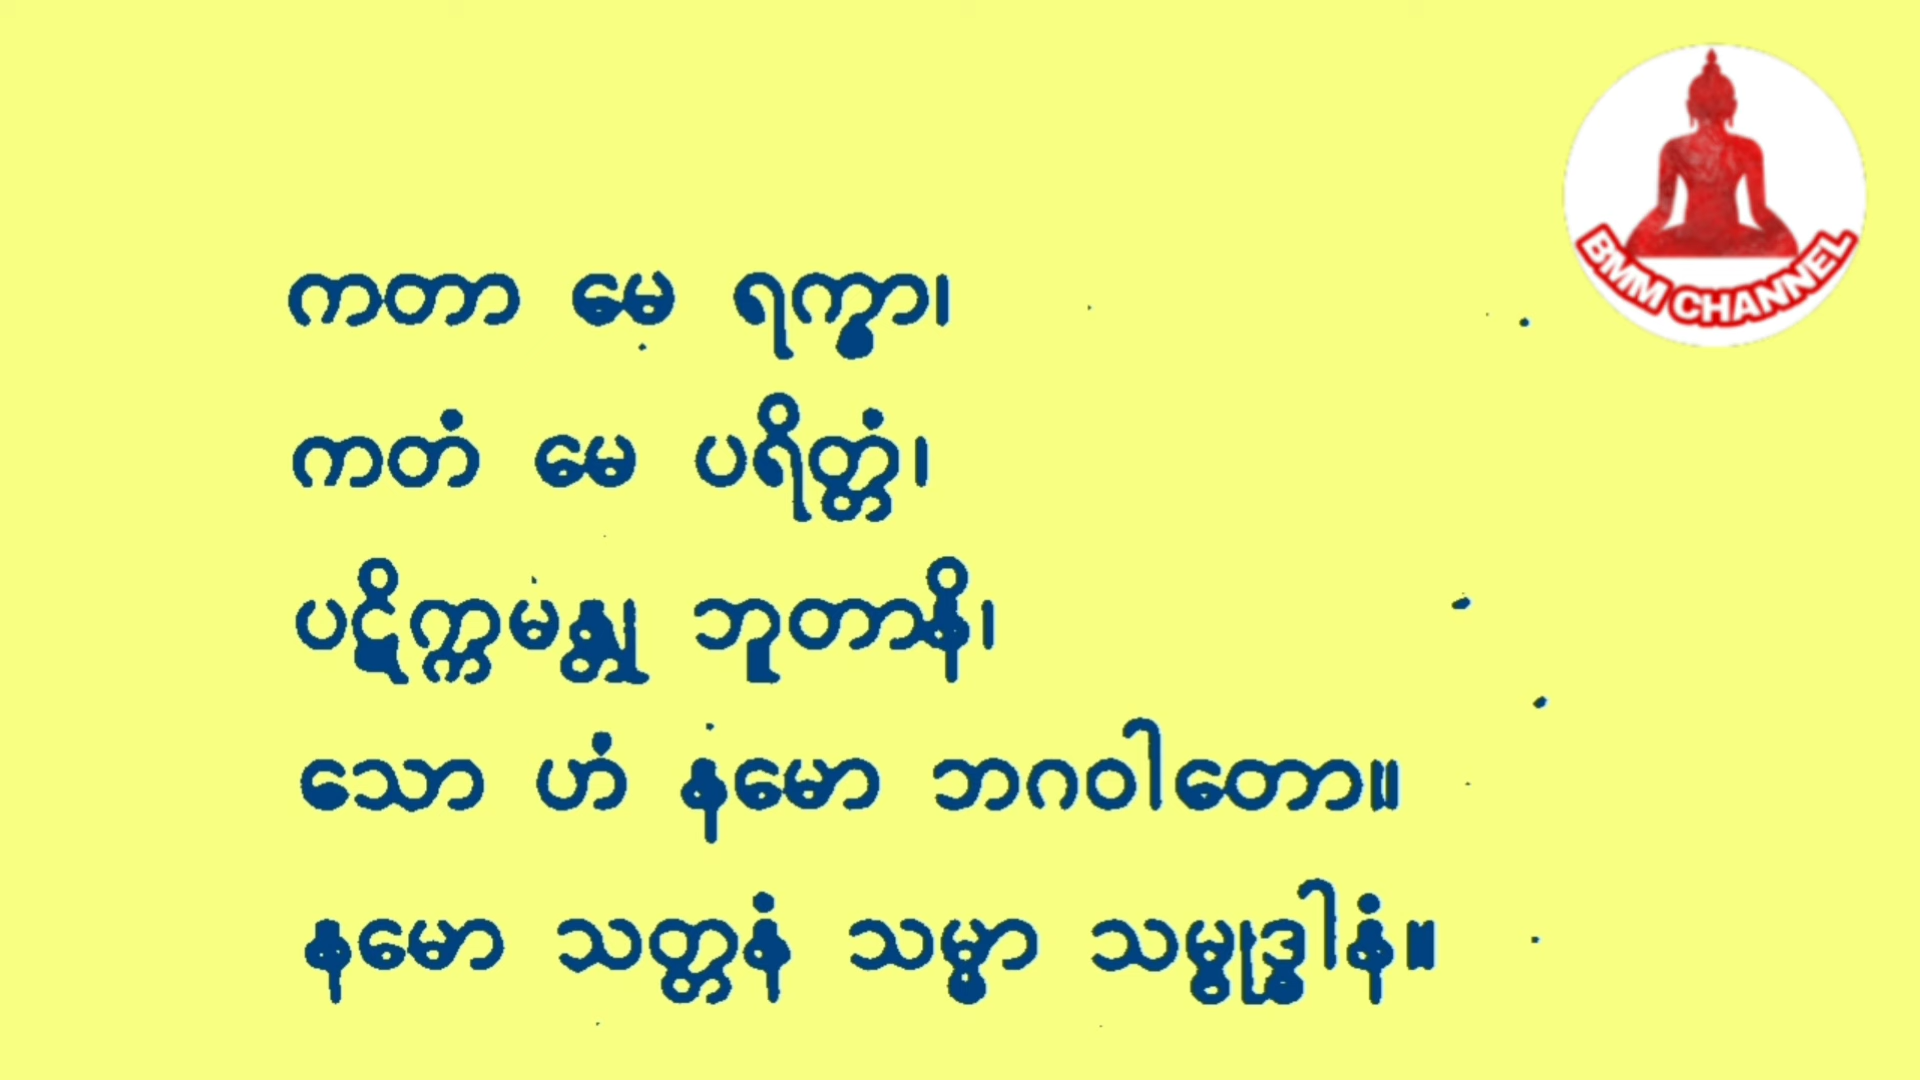 BMM CHANNEL
ကတာ မေ ရက္ခာ၊
ကတံ မေ ပရိတ္တံ၊
ပဋိက္ကမန္တု ဘူတာနိ၊
သော ဟံ နမော ဘဂဝါတော။
နမော သတ္တနံ သမ္မာ သမ္ဗုဒ္ဓါနံ။